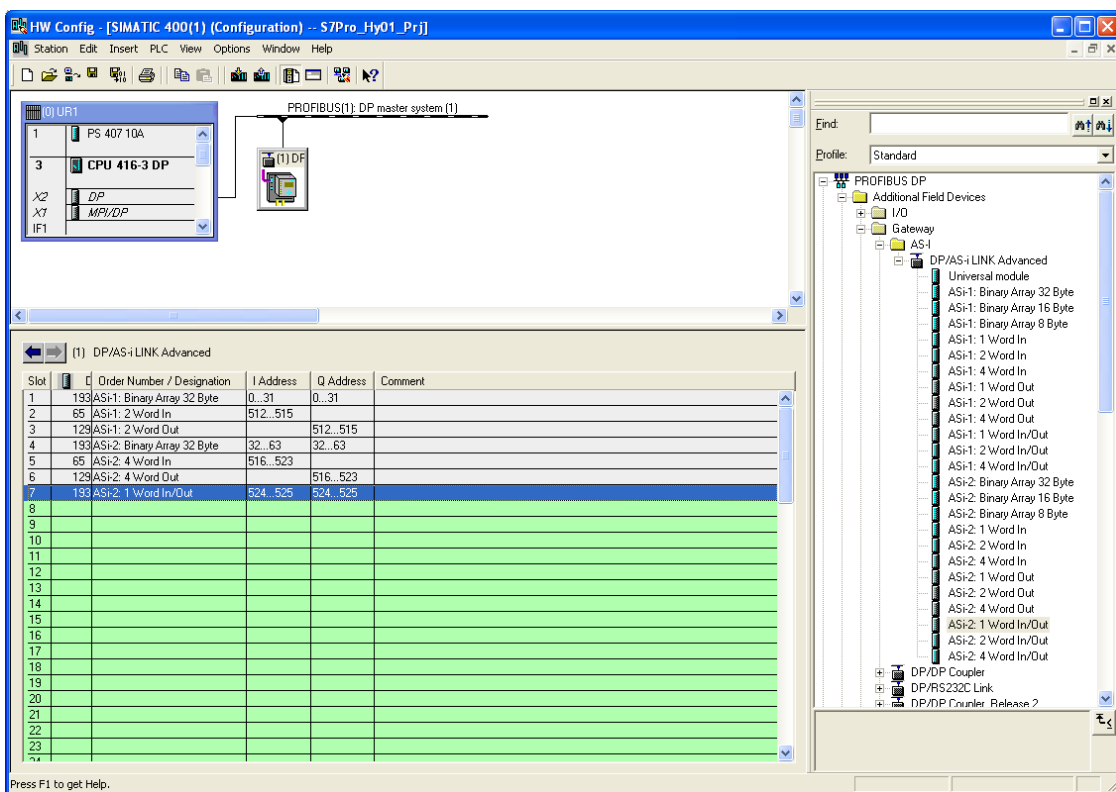 HW Config - [SIMATIC 400(1) (Configuration) -- S7Pro_Hy01_Prj]
Station Edit Insert PLC View Options Window Help
(0) UR1
1 PS 407 10A
3 CPU 416-3 DP
X2 DP
X1 MPI/DP
IF1
PROFIBUS(1): DP master system (1)
(1) DP
(1) DP/AS-i LINK Advanced
Slot D Order Number / Designation I Address Q Address Comment
1 193 ASi-1: Binary Array 32 Byte 0...31 0...31
2 65 ASi-1: 2 Word In 512...515
3 129 ASi-1: 2 Word Out 512...515
4 193 ASi-2: Binary Array 32 Byte 32...63 32...63
5 65 ASi-2: 4 Word In 516...523
6 129 ASi-2: 4 Word Out 516...523
7 193 ASi-2: 1 Word In/Out 524...525 524...525
8
9
10
11
12
13
14
15
16
17
18
19
20
21
22
23
24
Find:
Profile: Standard
PROFIBUS DP
Additional Field Devices
I/O
Gateway
AS-I
DP/AS-i LINK Advanced
Universal module
ASi-1: Binary Array 32 Byte
ASi-1: Binary Array 16 Byte
ASi-1: Binary Array 8 Byte
ASi-1: 1 Word In
ASi-1: 2 Word In
ASi-1: 4 Word In
ASi-1: 1 Word Out
ASi-1: 2 Word Out
ASi-1: 4 Word Out
ASi-1: 1 Word In/Out
ASi-1: 2 Word In/Out
ASi-1: 4 Word In/Out
ASi-2: Binary Array 32 Byte
ASi-2: Binary Array 16 Byte
ASi-2: Binary Array 8 Byte
ASi-2: 1 Word In
ASi-2: 2 Word In
ASi-2: 4 Word In
ASi-2: 1 Word Out
ASi-2: 2 Word Out
ASi-2: 4 Word Out
ASi-2: 1 Word In/Out
ASi-2: 2 Word In/Out
ASi-2: 4 Word In/Out
DP/DP Coupler
DP/RS232C Link
DP/DP Coupler, Release 2
Press F1 to get Help.